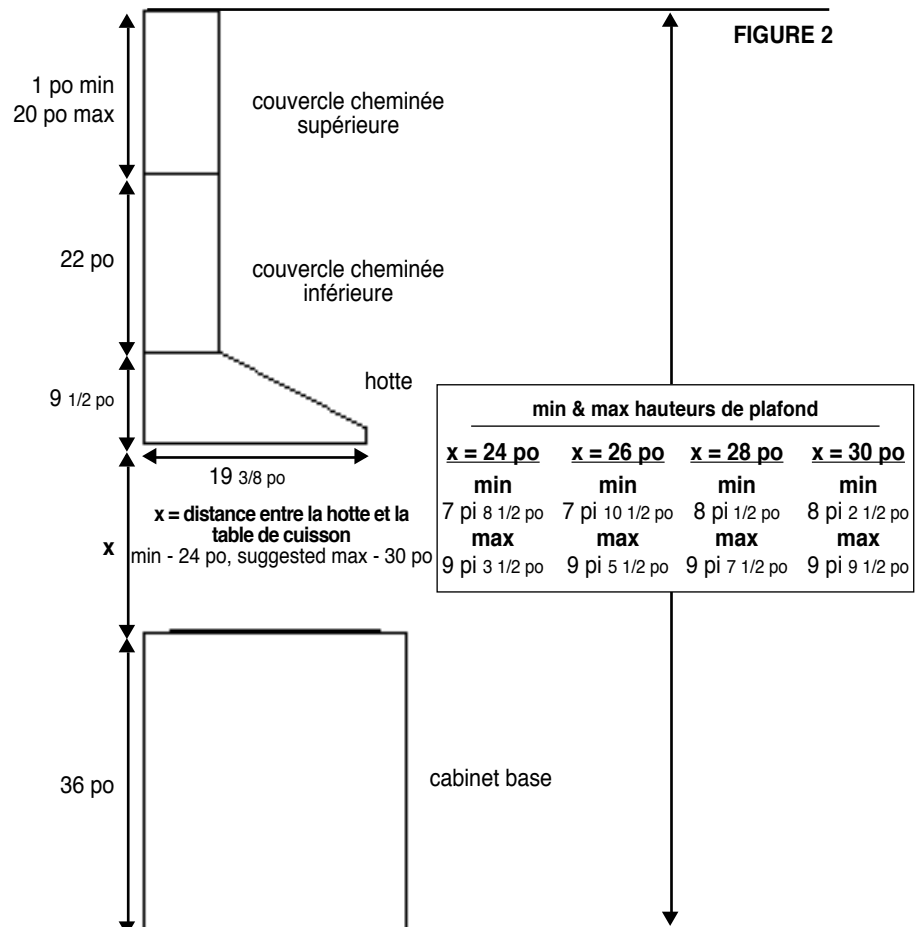 FIGURE 2
1 po min
20 po max
couvercle cheminée
supérieure
22 po
couvercle cheminée
inférieure
9 1/2 po
hotte
19 3/8 po
x
x = distance entre la hotte et la
table de cuisson
min - 24 po, suggested max - 30 po
min & max hauteurs de plafond
x = 24 po x = 26 po x = 28 po x = 30 po
min min min min
7 pi 8 1/2 po 7 pi 10 1/2 po 8 pi 1/2 po 8 pi 2 1/2 po
max max max max
9 pi 3 1/2 po 9 pi 5 1/2 po 9 pi 7 1/2 po 9 pi 9 1/2 po
36 po
cabinet base